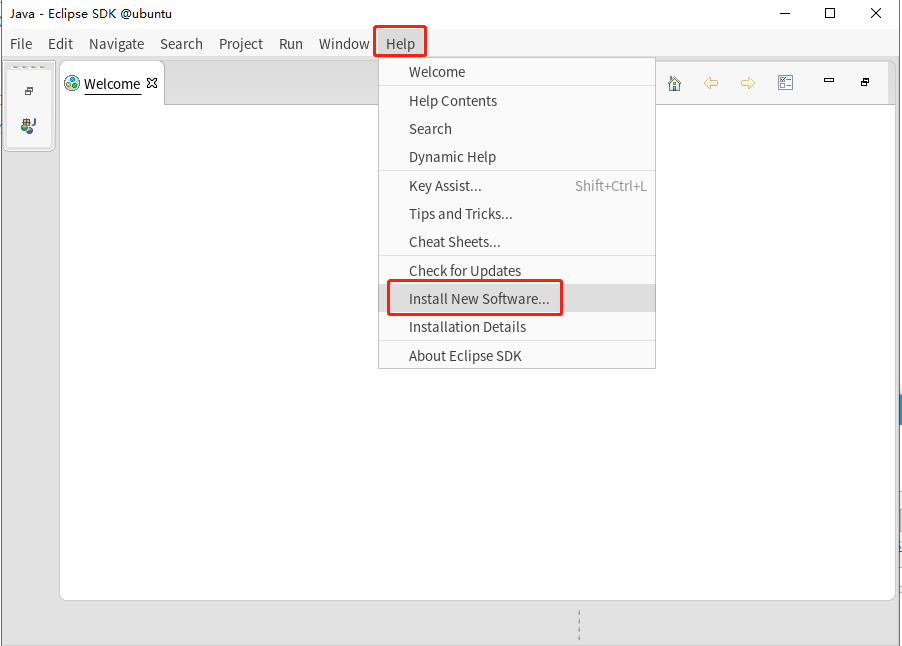 Java - Eclipse SDK @ubuntu
File Edit Navigate Search Project Run Window Help
Welcome
Welcome
Help Contents
Search
Dynamic Help
Key Assist... Shift+Ctrl+L
Tips and Tricks...
Cheat Sheets...
Check for Updates
Install New Software...
Installation Details
About Eclipse SDK